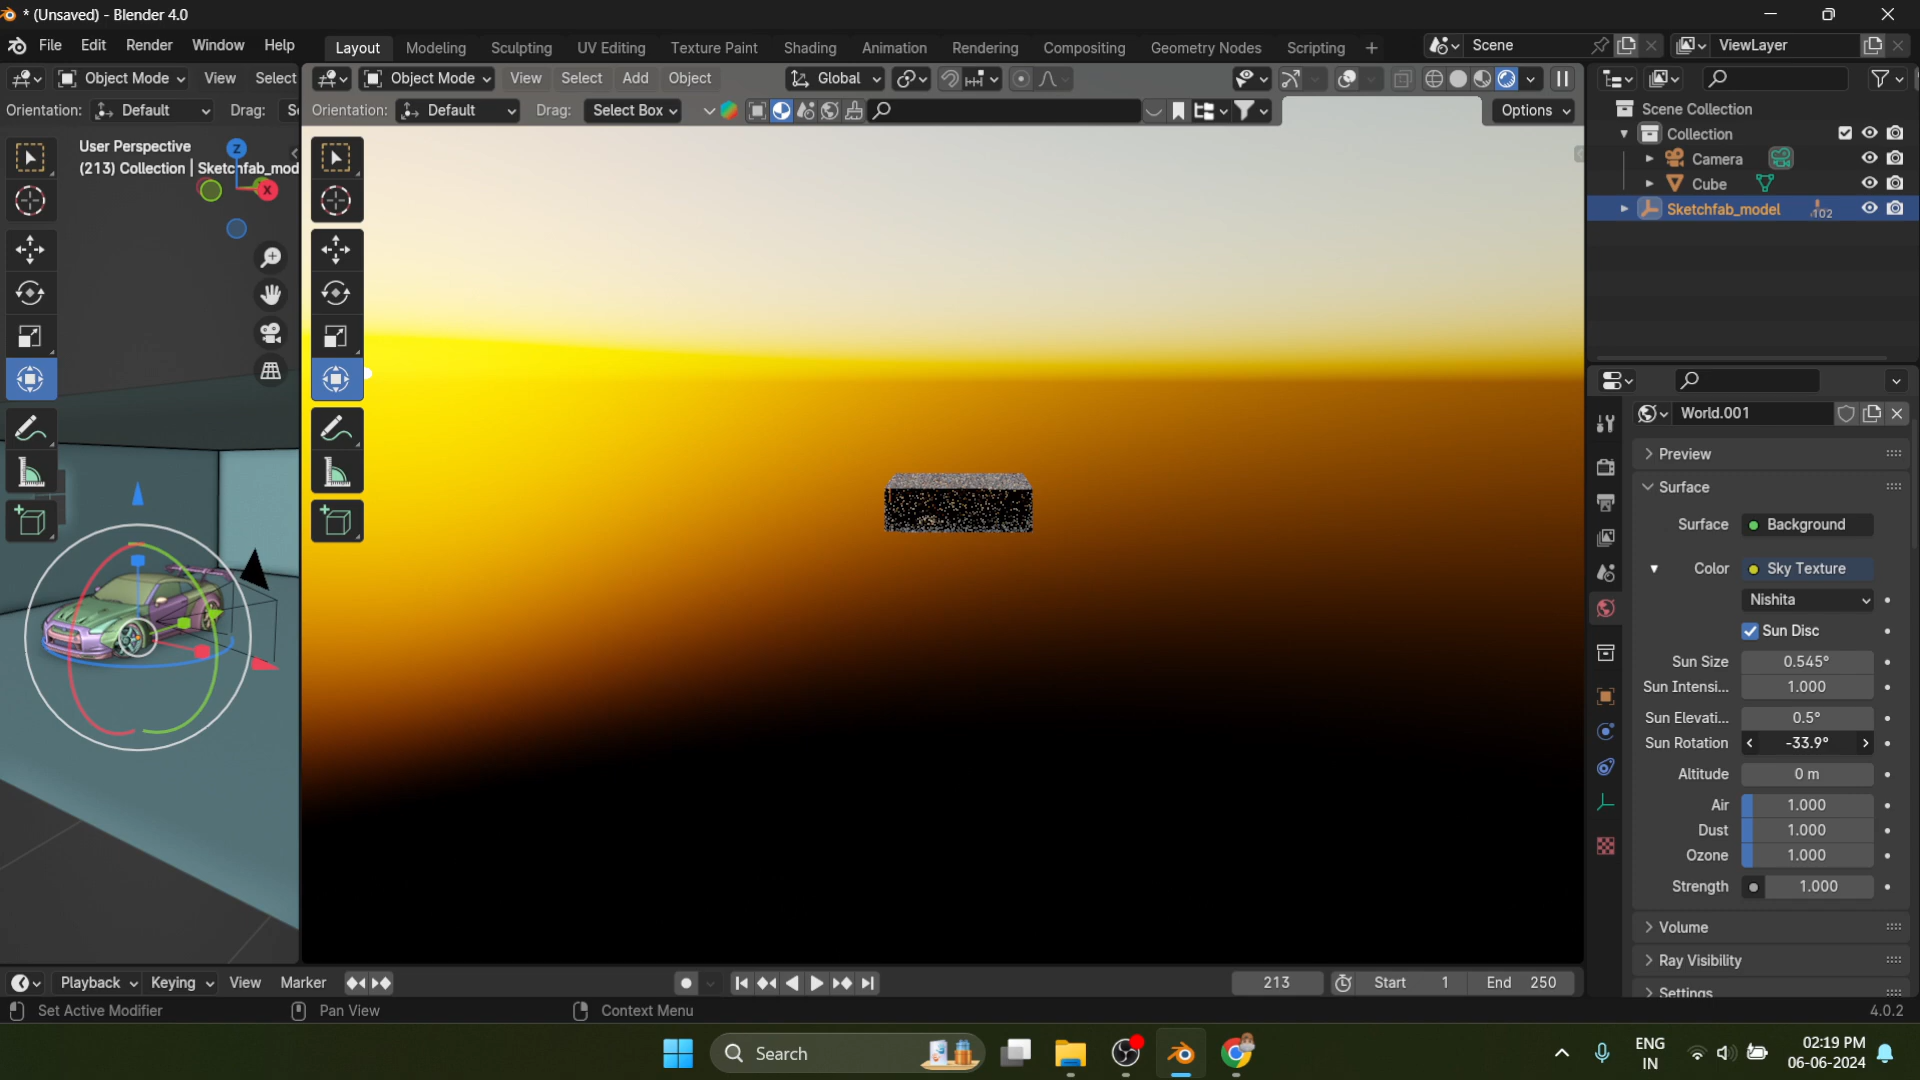 * (Unsaved) - Blender 4.0
File Edit Render Window Help
Layout Modeling Sculpting UV Editing Texture Paint Shading Animation Rendering Compositing Geometry Nodes Scripting +
Scene
ViewLayer
Object Mode View Select
Object Mode View Select Add Object
Global
Orientation: Default Drag:
Orientation: Default Drag: Select Box
Options
User Perspective
(213) Collection | Sketchfab_mod
Z
X
Scene Collection
Collection
Camera
Cube
Sketchfab_model 102
World.001
Preview
Surface
Surface Background
Color Sky Texture
Nishita
Sun Disc
Sun Size 0.545°
Sun Intensi... 1.000
Sun Elevati... 0.5°
Sun Rotation -33.9°
Altitude 0 m
Air 1.000
Dust 1.000
Ozone 1.000
Strength 1.000
Volume
Ray Visibility
Settings
Playback Keying View Marker
213
Start 1 End 250
Set Active Modifier Pan View Context Menu
4.0.2
Search
ENG
IN
02:19 PM
06-06-2024